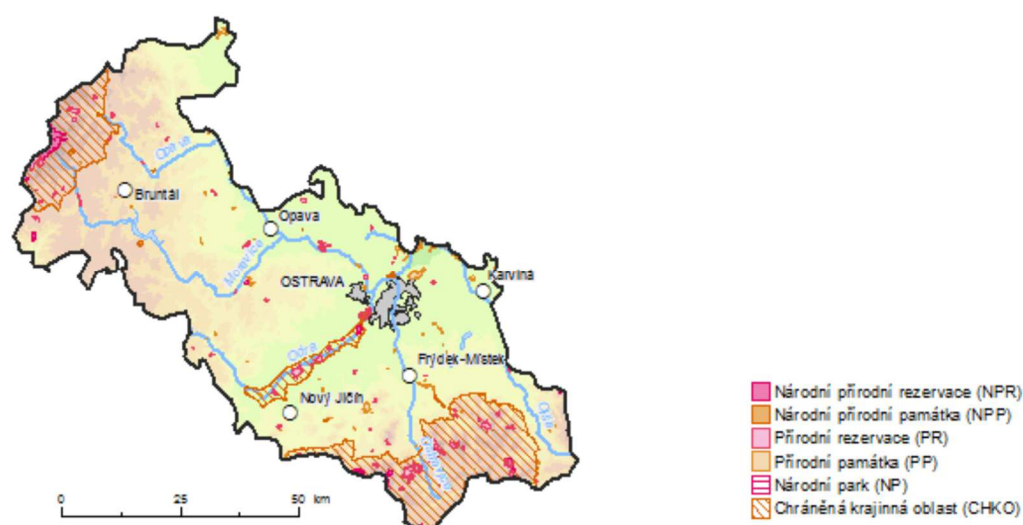 Opava
Bruntál
Opava
Moravice
OSTRAVA
Karviná
Odra
Frýdek-Místek
Nový Jičín
Olše
Ostravice
0 25 50 km
Národní přírodní rezervace (NPR)
Národní přírodní památka (NPP)
Přírodní rezervace (PR)
Přírodní památka (PP)
Národní park (NP)
Chráněná krajinná oblast (CHKO)